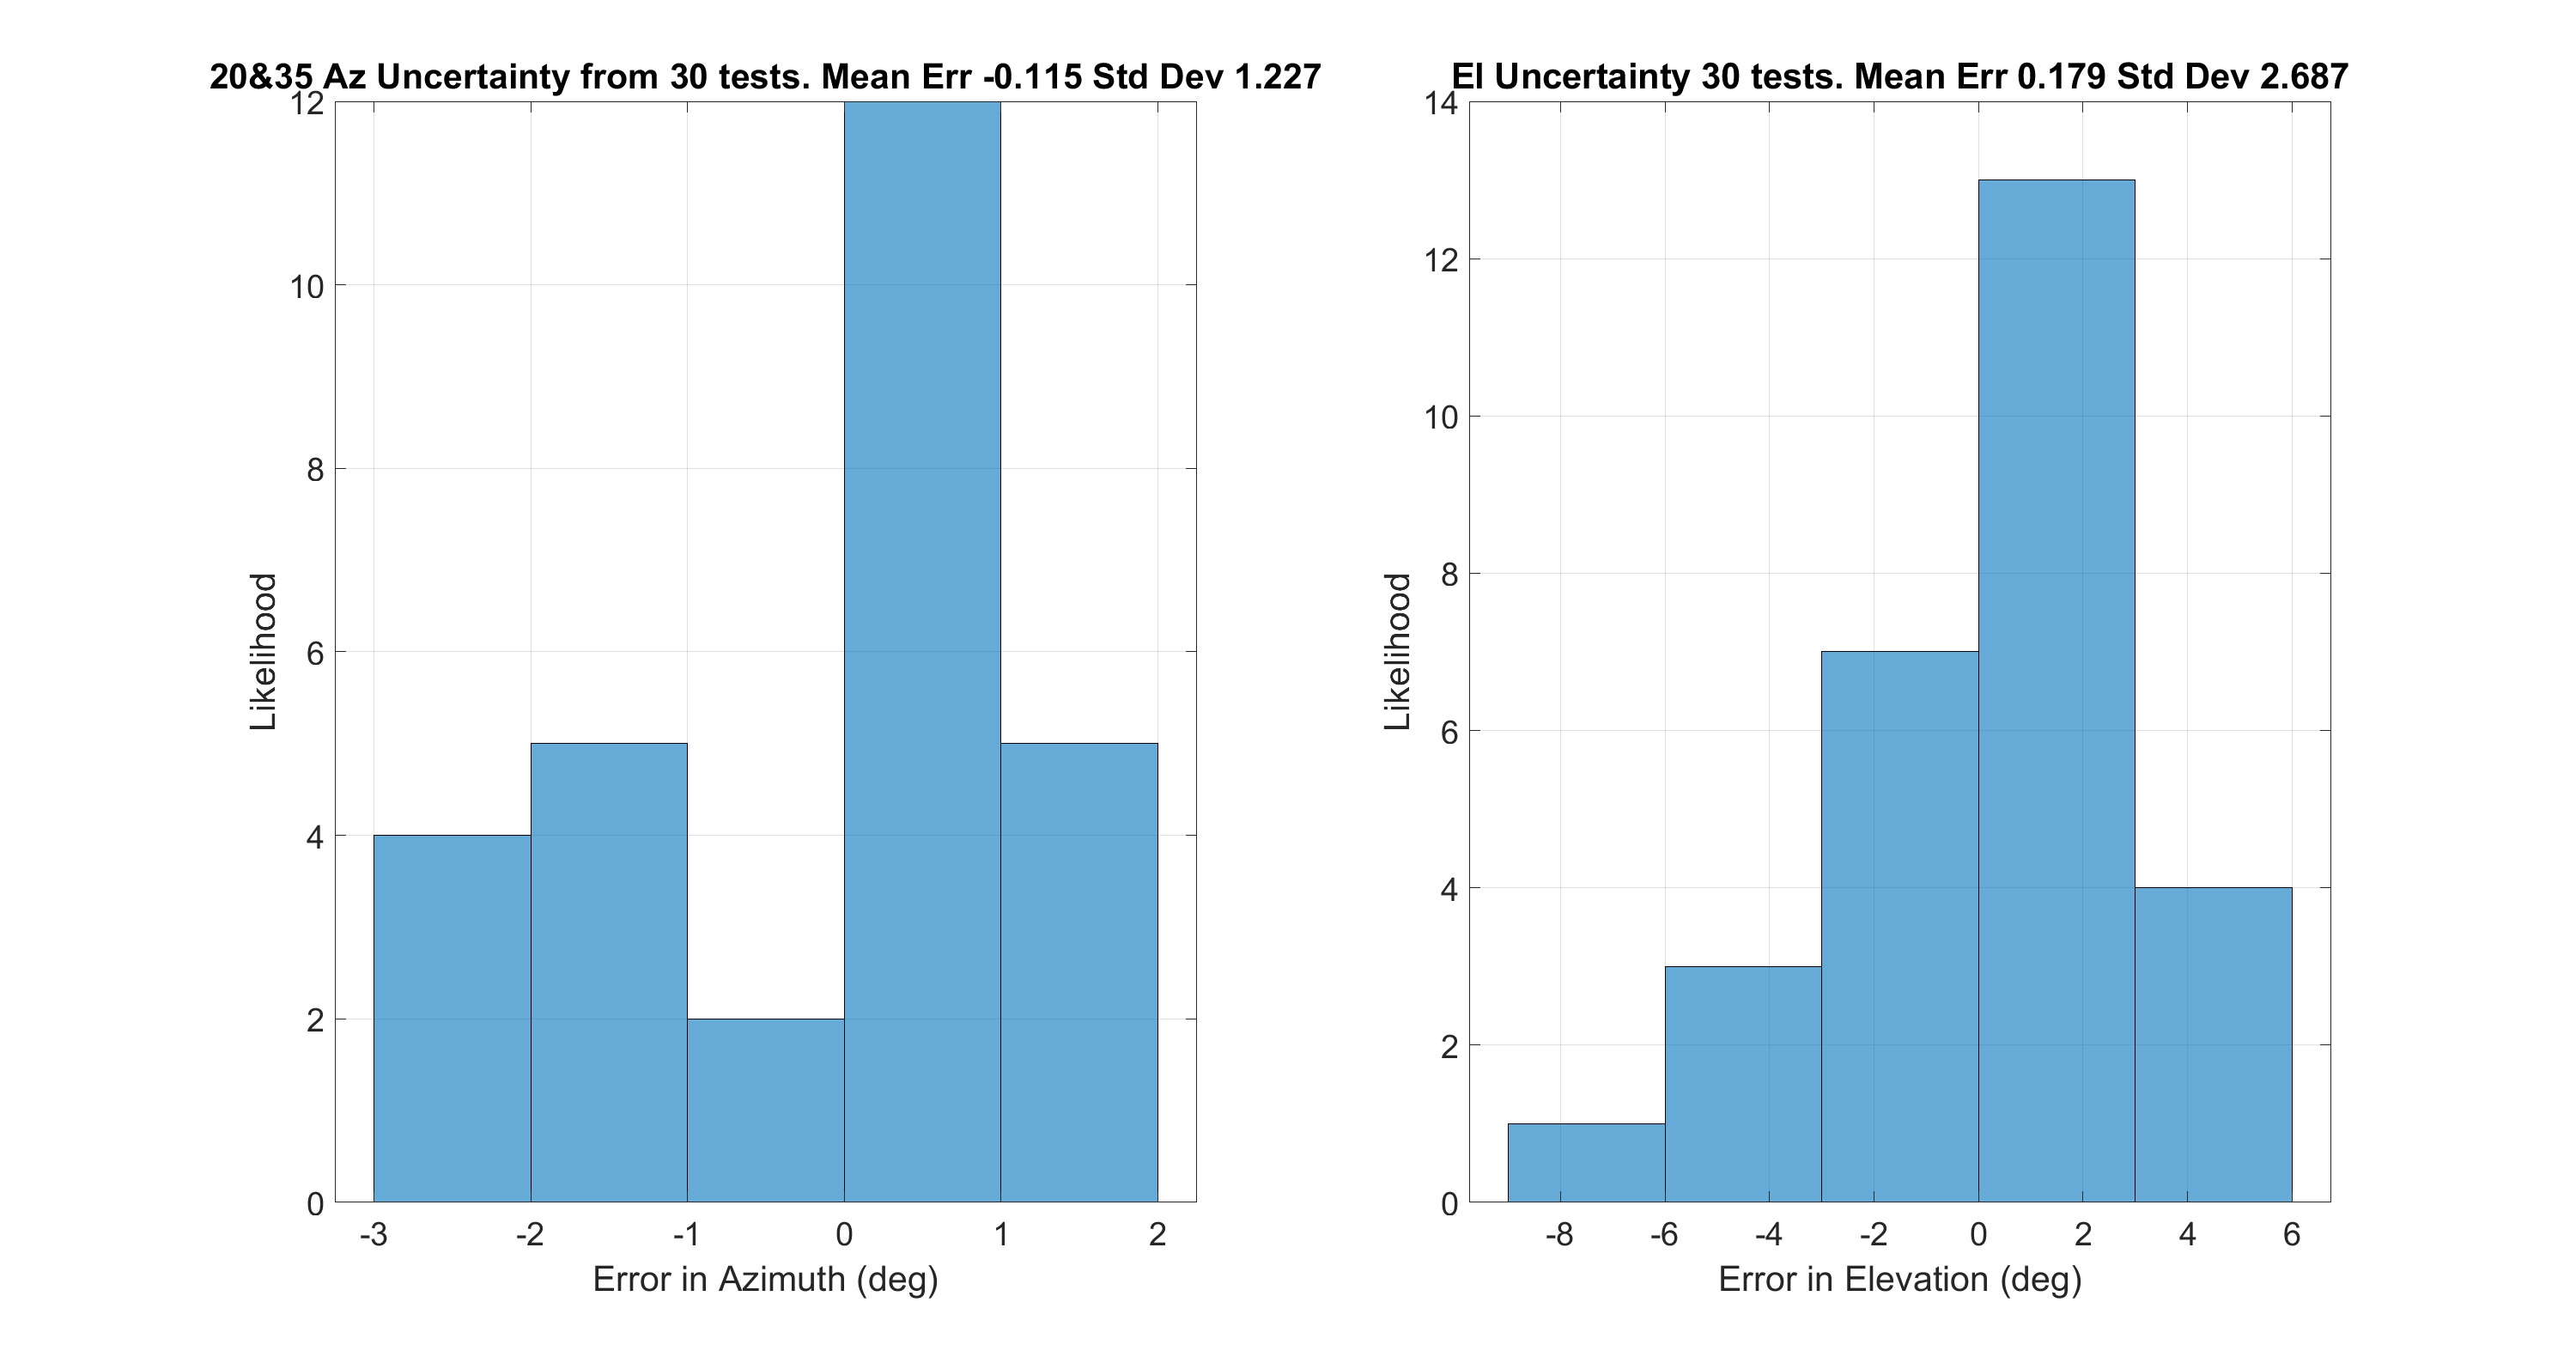 20&35 Az Uncertainty from 30 tests. Mean Err -0.115 Std Dev 1.227
12
10
8
6
4
2
0
Likelihood
-3 -2 -1 0 1 2
Error in Azimuth (deg)
El Uncertainty 30 tests. Mean Err 0.179 Std Dev 2.687
14
12
10
8
6
4
2
0
Likelihood
-8 -6 -4 -2 0 2 4 6
Error in Elevation (deg)